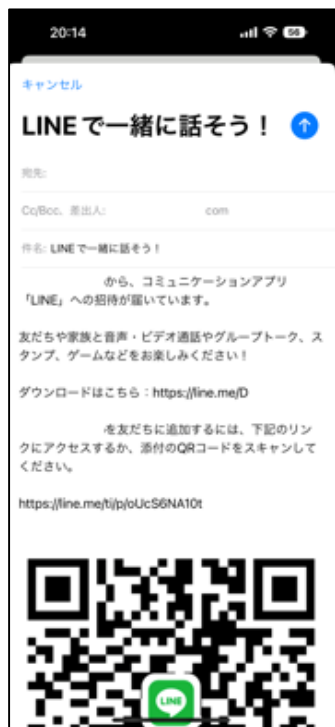 20:14
56
キャンセル
LINEで一緒に話そう！
宛先:
Cc/Bcc、差出人: com
件名: LINEで一緒に話そう！
から、コミュニケーションアプリ
「LINE」への招待が届いています。
友だちや家族と音声・ビデオ通話やグループトーク、ス
タンプ、ゲームなどをお楽しみください！
ダウンロードはこちら：https://line.me/D
を友だちに追加するには、下記のリン
クにアクセスするか、添付のQRコードをスキャンして
ください。
https://line.me/ti/p/oUcS6NA10t
LINE